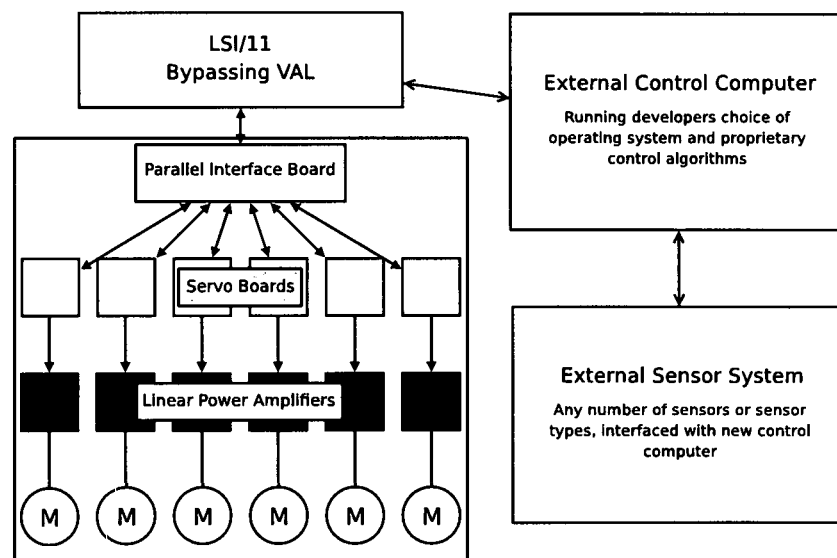 LSI/11
Bypassing VAL
External Control Computer
Running developers choice of
operating system and proprietary
control algorithms
Parallel Interface Board
Servo Boards
Linear Power Amplifiers
External Sensor System
Any number of sensors or sensor
types, interfaced with new control
computer
M M M M M M